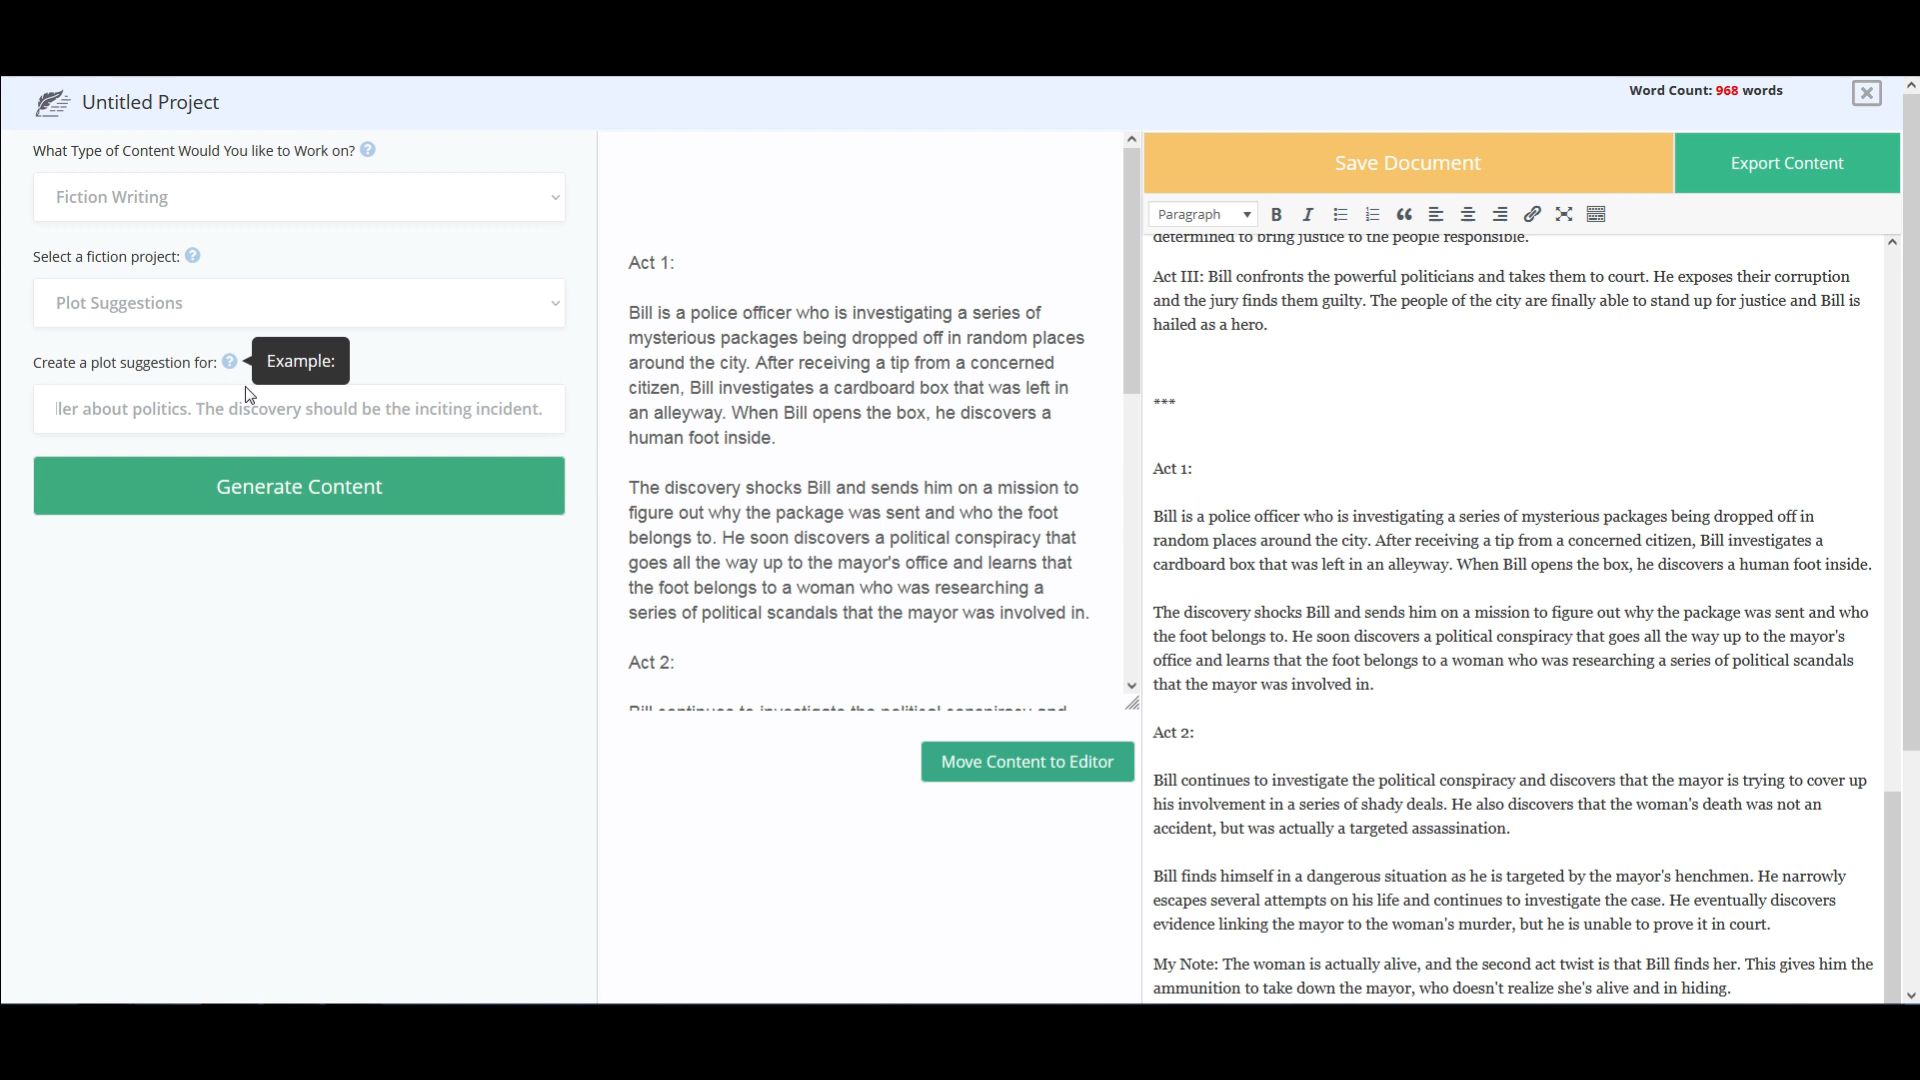 Untitled Project
Word Count: 968 words
What Type of Content Would You like to Work on?
Fiction Writing
Select a fiction project:
Plot Suggestions
Create a plot suggestion for:
Example:
ller about politics. The discovery should be the inciting incident.
Generate Content
Act 1:
Bill is a police officer who is investigating a series of
mysterious packages being dropped off in random places
around the city. After receiving a tip from a concerned
citizen, Bill investigates a cardboard box that was left in
an alleyway. When Bill opens the box, he discovers a
human foot inside.
The discovery shocks Bill and sends him on a mission to
figure out why the package was sent and who the foot
belongs to. He soon discovers a political conspiracy that
goes all the way up to the mayor's office and learns that
the foot belongs to a woman who was researching a
series of political scandals that the mayor was involved in.
Act 2:
Bill continues to investigate the political conspiracy and
Move Content to Editor
Save Document
Export Content
Paragraph
B I
determined to bring justice to the people responsible.
Act III: Bill confronts the powerful politicians and takes them to court. He exposes their corruption
and the jury finds them guilty. The people of the city are finally able to stand up for justice and Bill is
hailed as a hero.
***
Act 1:
Bill is a police officer who is investigating a series of mysterious packages being dropped off in
random places around the city. After receiving a tip from a concerned citizen, Bill investigates a
cardboard box that was left in an alleyway. When Bill opens the box, he discovers a human foot inside.
The discovery shocks Bill and sends him on a mission to figure out why the package was sent and who
the foot belongs to. He soon discovers a political conspiracy that goes all the way up to the mayor's
office and learns that the foot belongs to a woman who was researching a series of political scandals
that the mayor was involved in.
Act 2:
Bill continues to investigate the political conspiracy and discovers that the mayor is trying to cover up
his involvement in a series of shady deals. He also discovers that the woman's death was not an
accident, but was actually a targeted assassination.
Bill finds himself in a dangerous situation as he is targeted by the mayor's henchmen. He narrowly
escapes several attempts on his life and continues to investigate the case. He eventually discovers
evidence linking the mayor to the woman's murder, but he is unable to prove it in court.
My Note: The woman is actually alive, and the second act twist is that Bill finds her. This gives him the
ammunition to take down the mayor, who doesn't realize she's alive and in hiding.